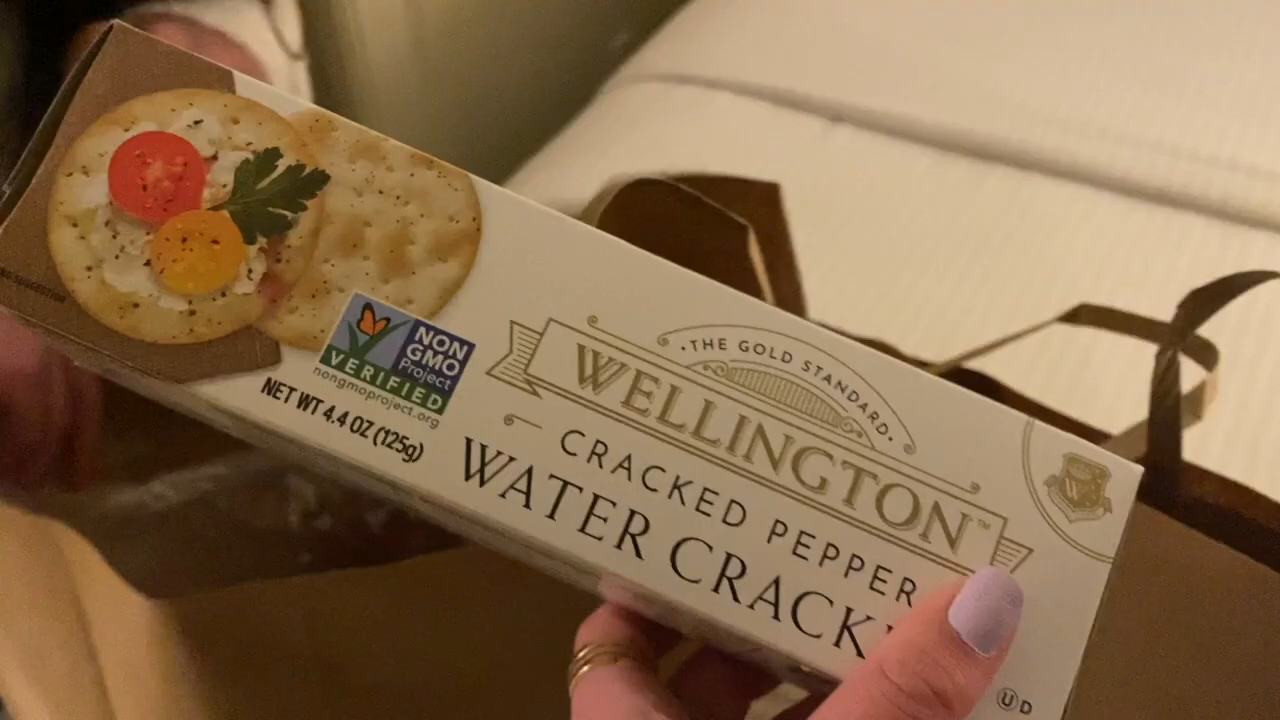 NON
GMO
Project
VERIFIED
nongmoproject.org
NET WT 4.4 OZ (125g)
•THE GOLD STANDARD•
WELLINGTON™
CRACKED PEPPER
WATER CRACK
W
U D